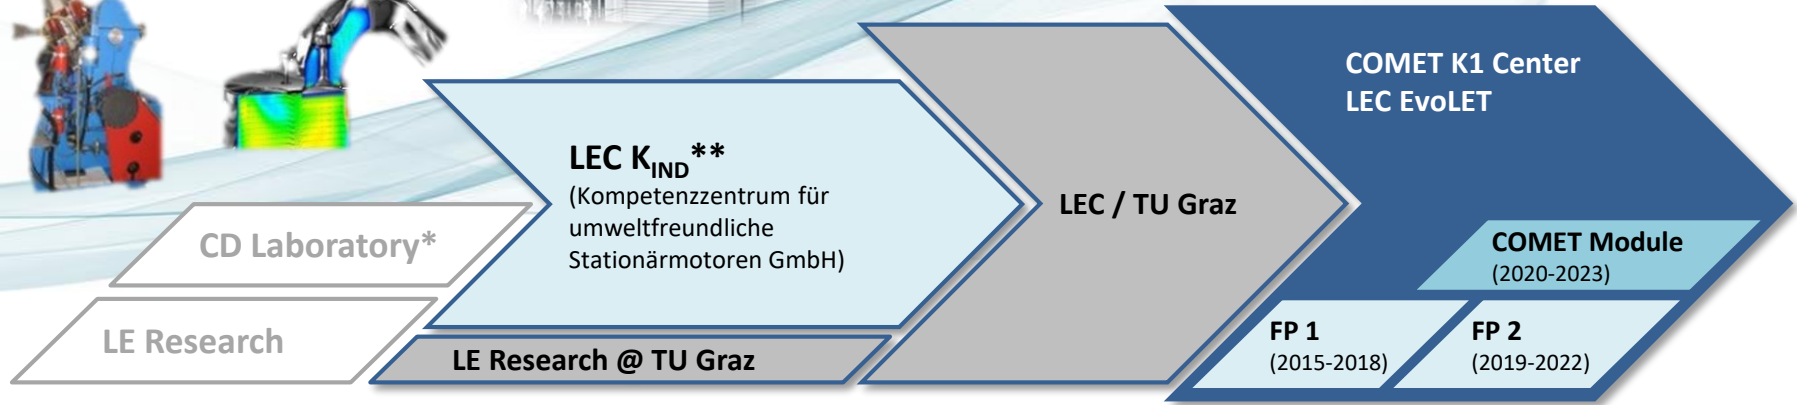 CD Laboratory*
LE Research
LEC KIND**
(Kompetenzzentrum für
umweltfreundliche
Stationärmotoren GmbH)
LE Research @ TU Graz
LEC / TU Graz
COMET K1 Center
LEC EvoLET
COMET Module
(2020-2023)
FP 1
(2015-2018)
FP 2
(2019-2022)